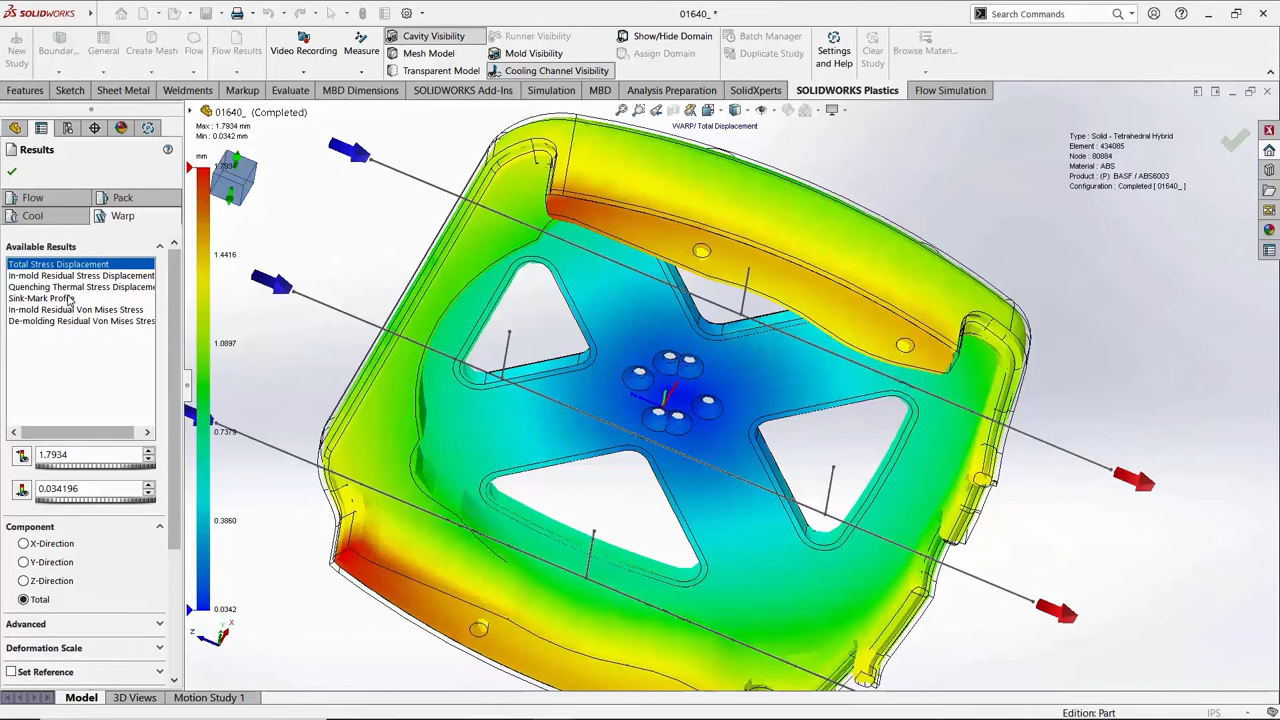 SOLIDWORKS
01640_ *
Search Commands
New Study
Boundar...
General
Create Mesh
Flow
Flow Results
Video Recording
Measure
Cavity Visibility
Mesh Model
Transparent Model
Runner Visibility
Mold Visibility
Cooling Channel Visibility
Show/Hide Domain
Assign Domain
Batch Manager
Duplicate Study
Settings and Help
Clear Study
Browse Materi...
Features
Sketch
Sheet Metal
Weldments
Markup
Evaluate
MBD Dimensions
SOLIDWORKS Add-Ins
Simulation
MBD
Analysis Preparation
SolidXperts
SOLIDWORKS Plastics
Flow Simulation
01640_ (Completed)
Max : 1.7934 mm
Min : 0.0342 mm
WARP/ Total Displacement
Type : Solid - Tetrahedral Hybrid
Element : 434085
Node : 80884
Material : ABS
Product : (P) BASF / ABS6003
Configuration : Completed [01640_ ]
mm
1.7934
1.4416
1.0897
0.7379
0.3860
0.0342
Results
Flow
Pack
Cool
Warp
Available Results
Total Stress Displacement
In-mold Residual Stress Displacement
Quenching Thermal Stress Displaceme
Sink-Mark Profile
In-mold Residual Von Mises Stress
De-molding Residual Von Mises Stres
1.7934
0.034196
Component
X-Direction
Y-Direction
Z-Direction
Total
Advanced
Deformation Scale
Set Reference
Z
Y
X
Model
3D Views
Motion Study 1
Edition: Part
IPS